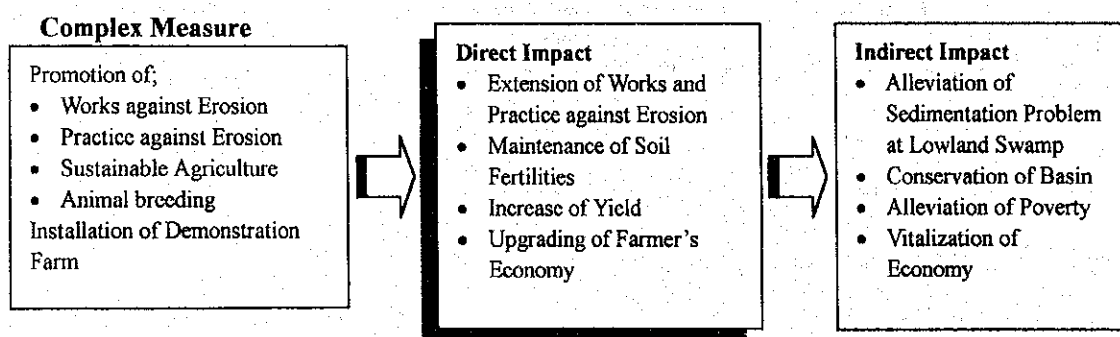 Complex Measure
Promotion of;
• Works against Erosion
• Practice against Erosion
• Sustainable Agriculture
• Animal breeding
Installation of Demonstration
Farm
Direct Impact
• Extension of Works and
Practice against Erosion
• Maintenance of Soil
Fertilities
• Increase of Yield
• Upgrading of Farmer's
Economy
Indirect Impact
• Alleviation of
Sedimentation Problem
at Lowland Swamp
• Conservation of Basin
• Alleviation of Poverty
• Vitalization of
Economy